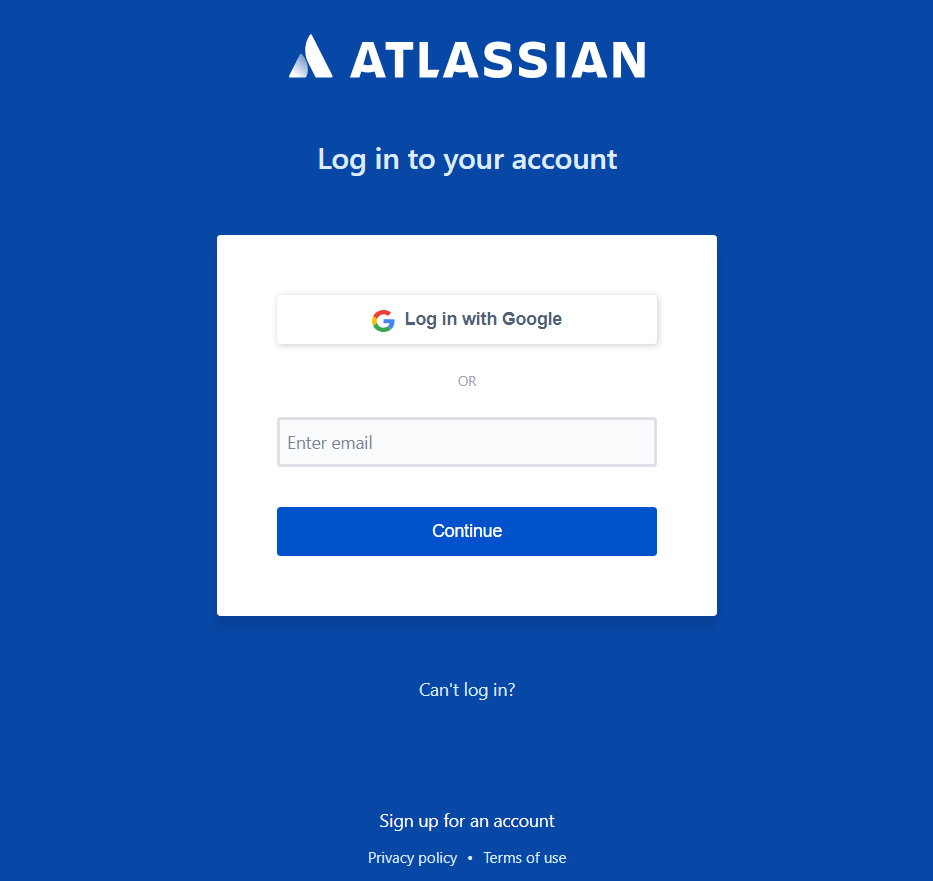 ATLASSIAN
Log in to your account
Log in with Google
OR
Enter email
Continue
Can't log in?
Sign up for an account
Privacy policy • Terms of use